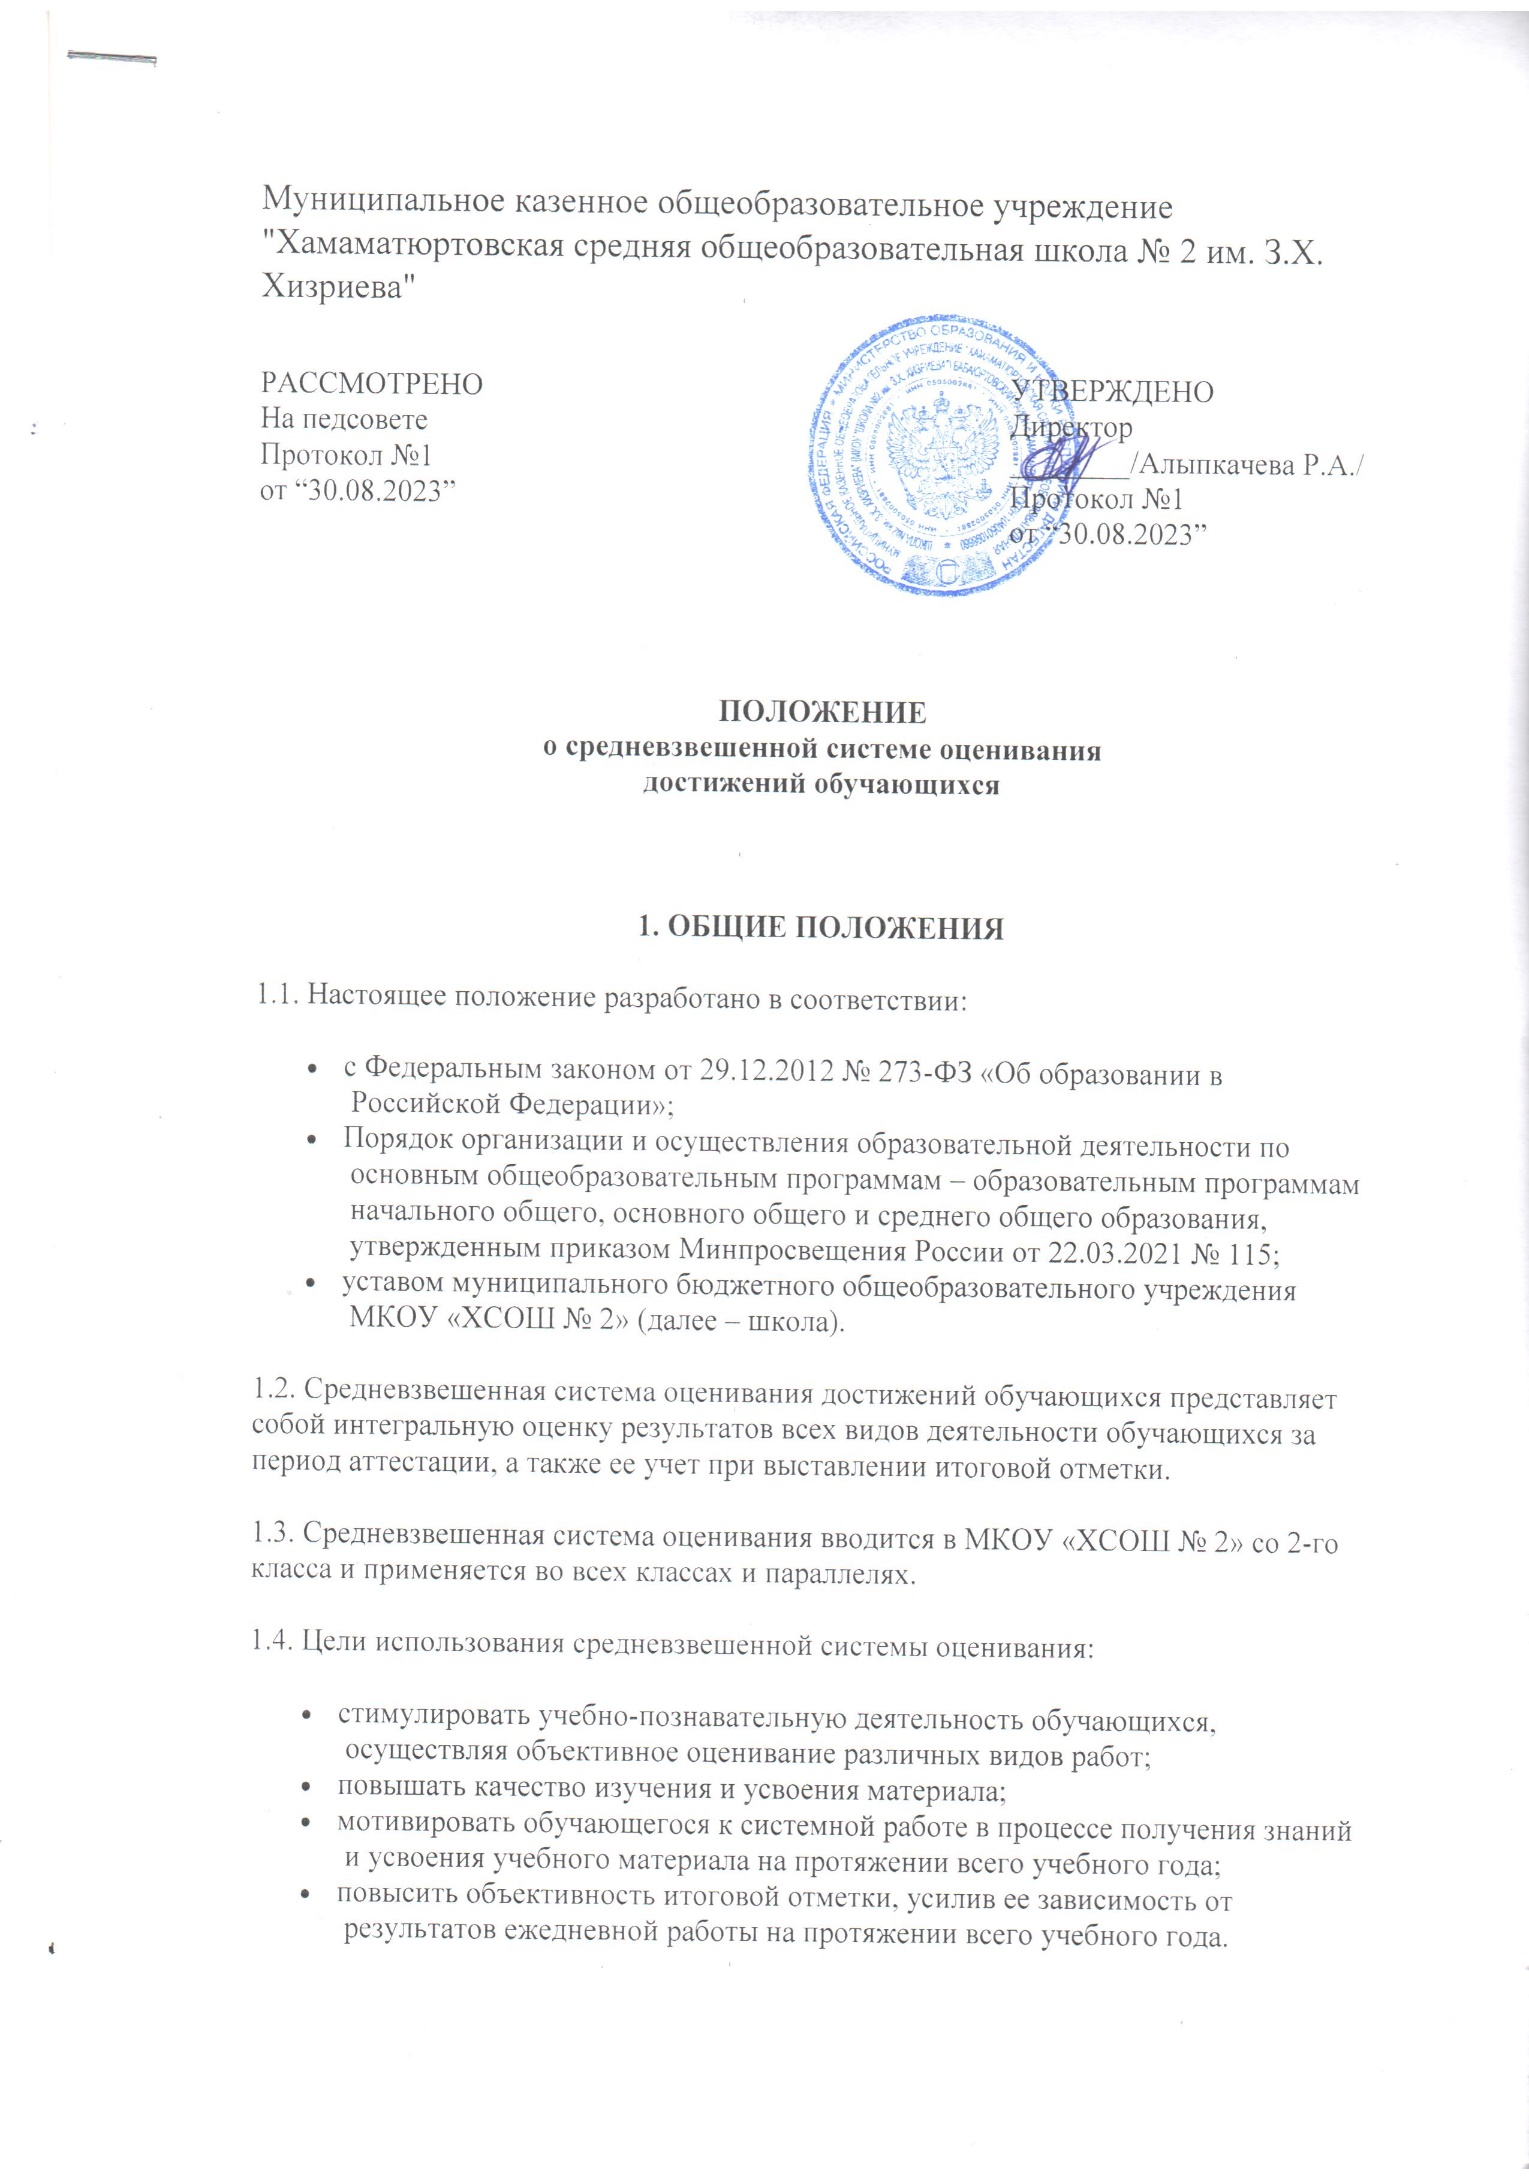 Муниципальное казенное общеобразовательное учреждение
"Хамаматюртовская средняя общеобразовательная школа № 2 им. З.Х.
Хизриева"
РАССМОТРЕНО
На педсовете
Протокол №1
от “30.08.2023”
УТВЕРЖДЕНО
Директор
________/Алыпкачева Р.А./
Протокол №1
от “30.08.2023”
ПОЛОЖЕНИЕ
о средневзвешенной системе оценивания
достижений обучающихся
1. ОБЩИЕ ПОЛОЖЕНИЯ
1.1. Настоящее положение разработано в соответствии:
• с Федеральным законом от 29.12.2012 № 273-ФЗ «Об образовании в
Российской Федерации»;
• Порядок организации и осуществления образовательной деятельности по
основным общеобразовательным программам – образовательным программам
начального общего, основного общего и среднего общего образования,
утвержденным приказом Минпросвещения России от 22.03.2021 № 115;
• уставом муниципального бюджетного общеобразовательного учреждения
МКОУ «ХСОШ № 2» (далее – школа).
1.2. Средневзвешенная система оценивания достижений обучающихся представляет
собой интегральную оценку результатов всех видов деятельности обучающихся за
период аттестации, а также ее учет при выставлении итоговой отметки.
1.3. Средневзвешенная система оценивания вводится в МКОУ «ХСОШ № 2» со 2-го
класса и применяется во всех классах и параллелях.
1.4. Цели использования средневзвешенной системы оценивания:
• стимулировать учебно-познавательную деятельность обучающихся,
осуществляя объективное оценивание различных видов работ;
• повышать качество изучения и усвоения материала;
• мотивировать обучающегося к системной работе в процессе получения знаний
и усвоения учебного материала на протяжении всего учебного года;
• повысить объективность итоговой отметки, усилив ее зависимость от
результатов ежедневной работы на протяжении всего учебного года.